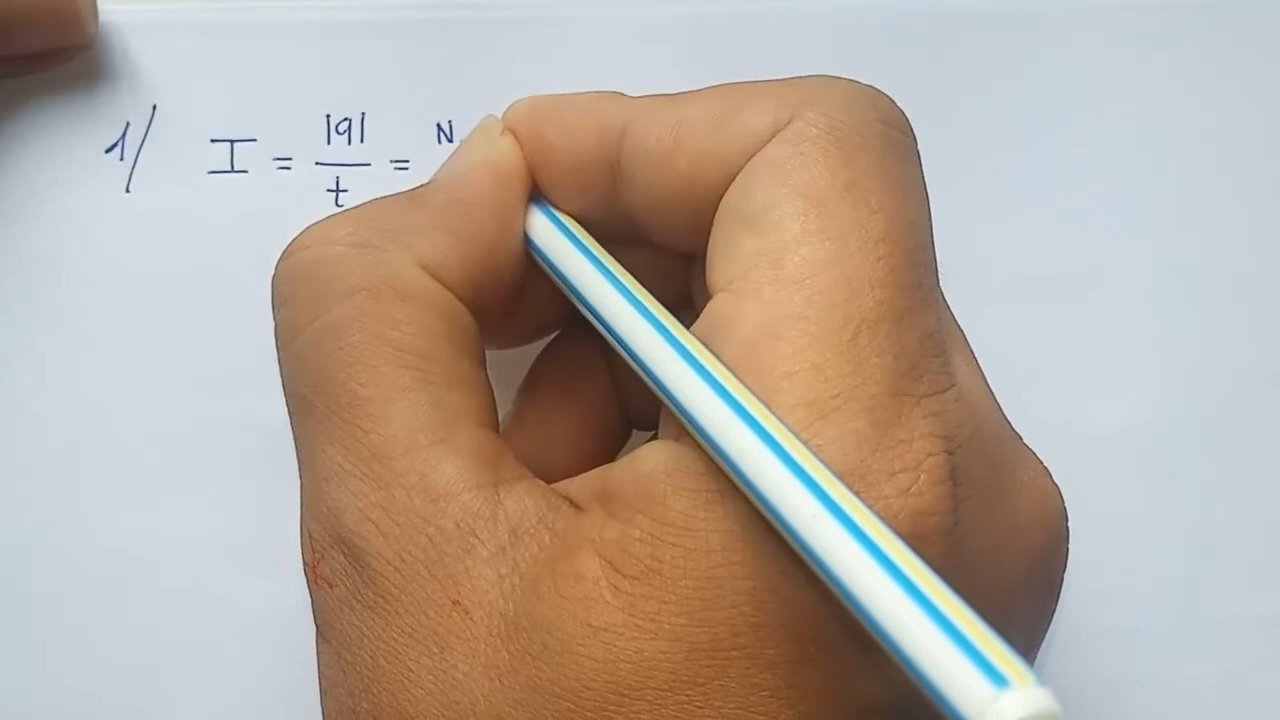 1/ I = |q|/t = N.